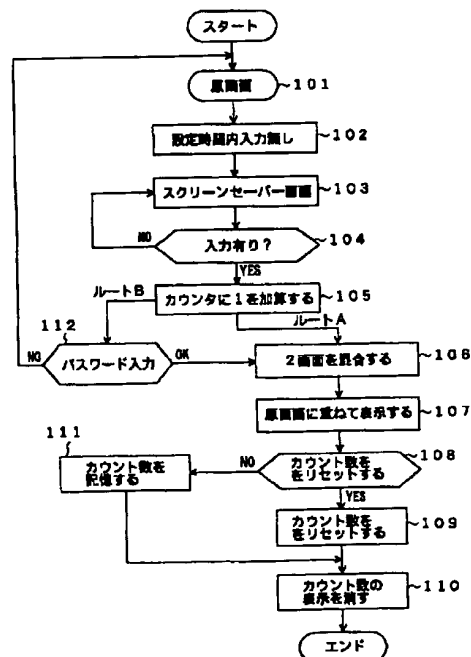 スタート
原画面
101
設定時間内入力無し
102
スクリーンセーバー画面
103
NO
入力有り?
104
YES
ルートB
カウンタに1を加算する
105
ルートA
112
NO
パスワード入力
OK
2画面を混合する
106
原画面に重ねて表示する
107
111
カウント数を
記憶する
NO
カウント数を
をリセットする
108
YES
カウント数を
をリセットする
109
カウント数の
表示を消す
110
エンド